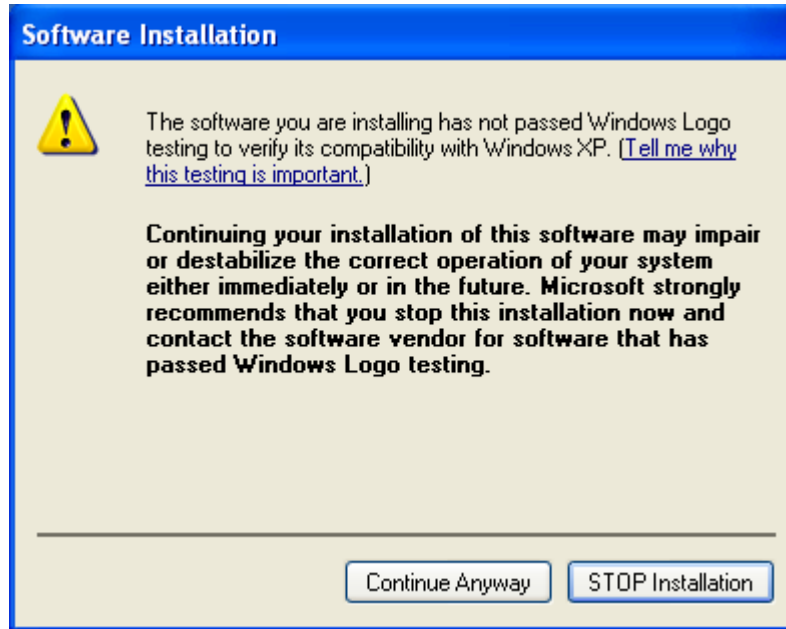 Software Installation
The software you are installing has not passed Windows Logo
testing to verify its compatibility with Windows XP. (Tell me why
this testing is important.)
Continuing your installation of this software may impair
or destabilize the correct operation of your system
either immediately or in the future. Microsoft strongly
recommends that you stop this installation now and
contact the software vendor for software that has
passed Windows Logo testing.
Continue Anyway
STOP Installation